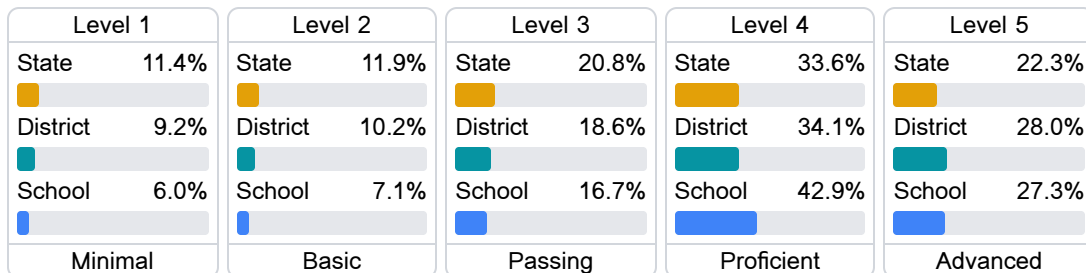 Level 1
State 11.4%
District 9.2%
School 6.0%
Minimal
Level 2
State 11.9%
District 10.2%
School 7.1%
Basic
Level 3
State 20.8%
District 18.6%
School 16.7%
Passing
Level 4
State 33.6%
District 34.1%
School 42.9%
Proficient
Level 5
State 22.3%
District 28.0%
School 27.3%
Advanced